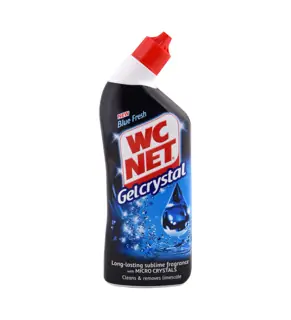 NEW
Blue Fresh
WC
NET
Gelcrystal
Long-lasting sublime fragrance
with MICRO CRYSTALS
Cleans & removes limescale